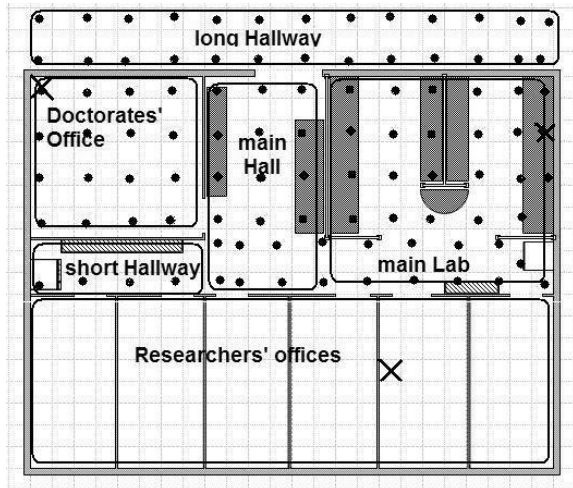 long Hallway
Doctorates'
Office
main
Hall
short Hallway
main Lab
Researchers' offices